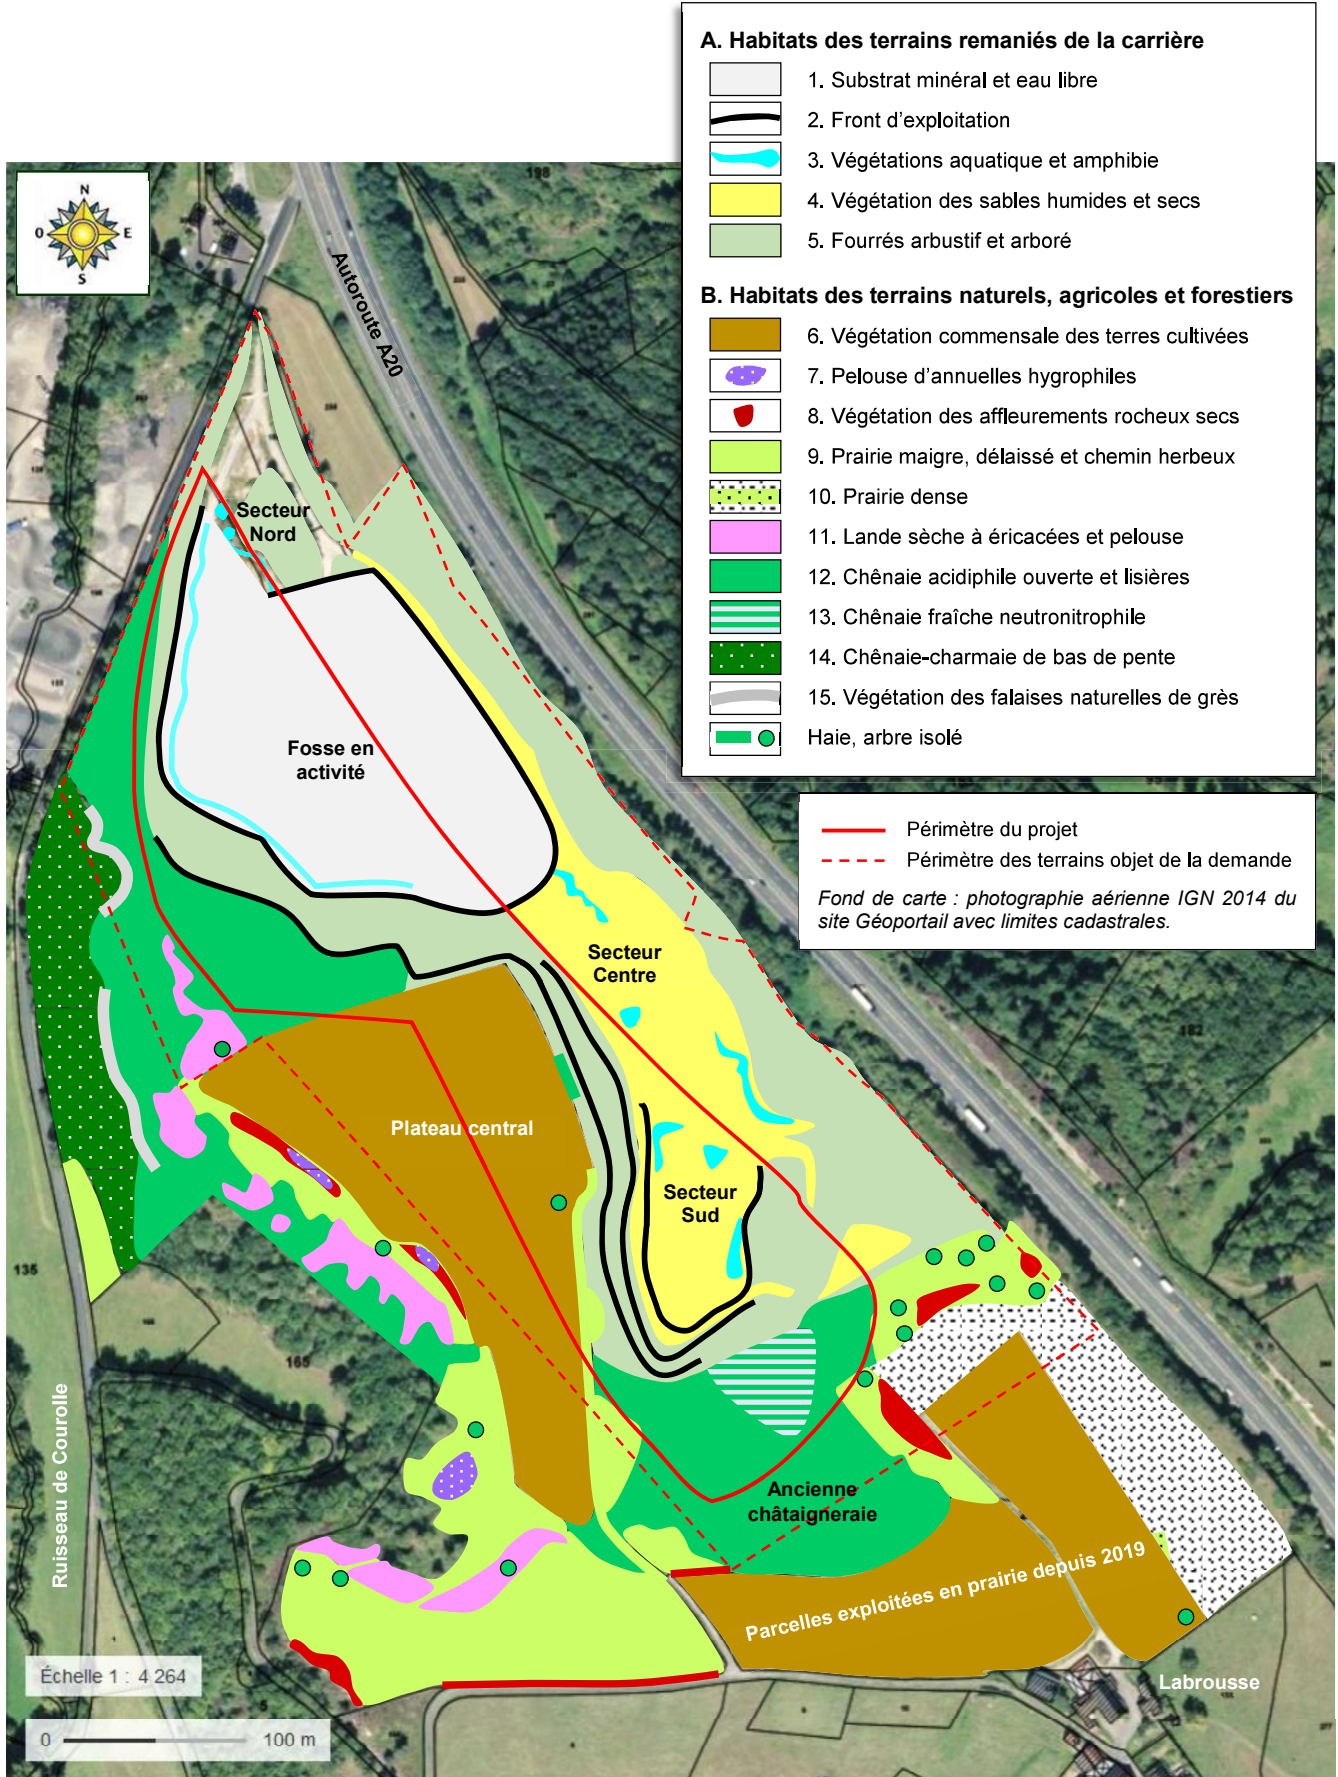 A. Habitats des terrains remaniés de la carrière
1. Substrat minéral et eau libre
2. Front d'exploitation
3. Végétations aquatique et amphibie
4. Végétation des sables humides et secs
5. Fourrés arbustif et arboré
B. Habitats des terrains naturels, agricoles et forestiers
6. Végétation commensale des terres cultivées
7. Pelouse d'annuelles hygrophiles
8. Végétation des affleurements rocheux secs
9. Prairie maigre, délaissé et chemin herbeux
10. Prairie dense
11. Lande sèche à éricacées et pelouse
12. Chênaie acidiphile ouverte et lisières
13. Chênaie fraîche neutronitrophile
14. Chênaie-charmaie de bas de pente
15. Végétation des falaises naturelles de grès
Haie, arbre isolé
Périmètre du projet
Périmètre des terrains objet de la demande
Fond de carte : photographie aérienne IGN 2014 du
site Géoportail avec limites cadastrales.
N
O
E
S
198
Autoroute A20
Secteur
Nord
Fosse en
activité
Secteur
Centre
182
Plateau central
Secteur
Sud
135
165
Ruisseau de Courolle
Ancienne
châtaigneraie
Parcelles exploitées en prairie depuis 2019
Labrousse
Échelle 1 : 4 264
0
100 m